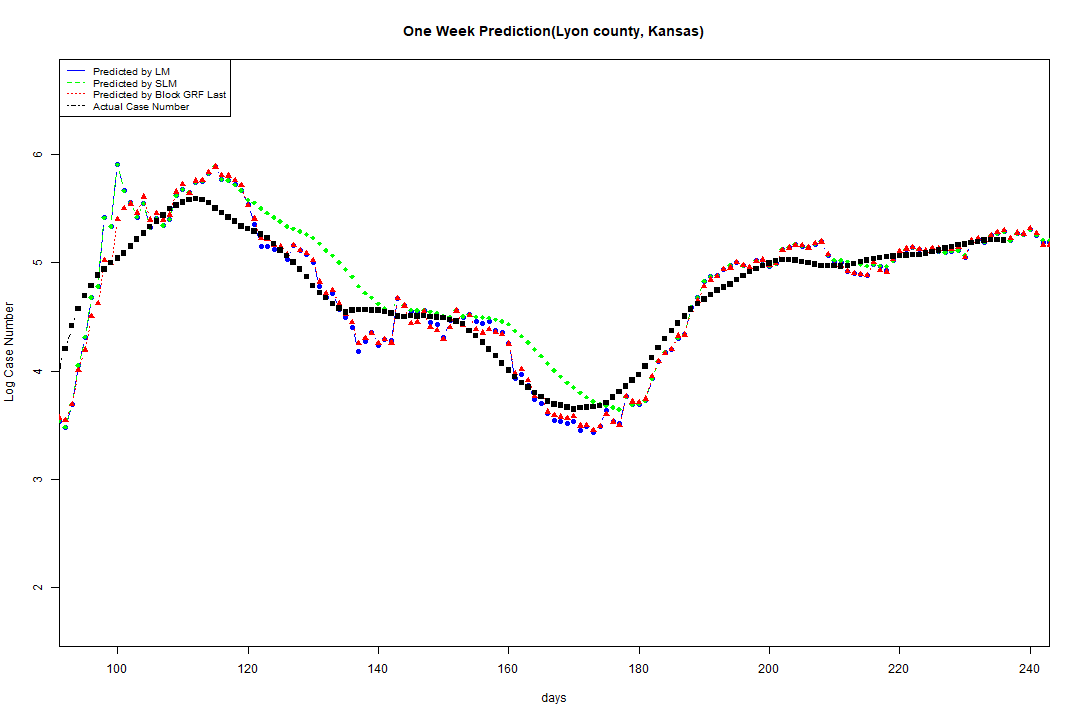 One Week Prediction(Lyon county, Kansas)
Predicted by LM
Predicted by SLM
Predicted by Block GRF Last
Actual Case Number
6
5
4
3
2
Log Case Number
100 120 140 160 180 200 220 240
days